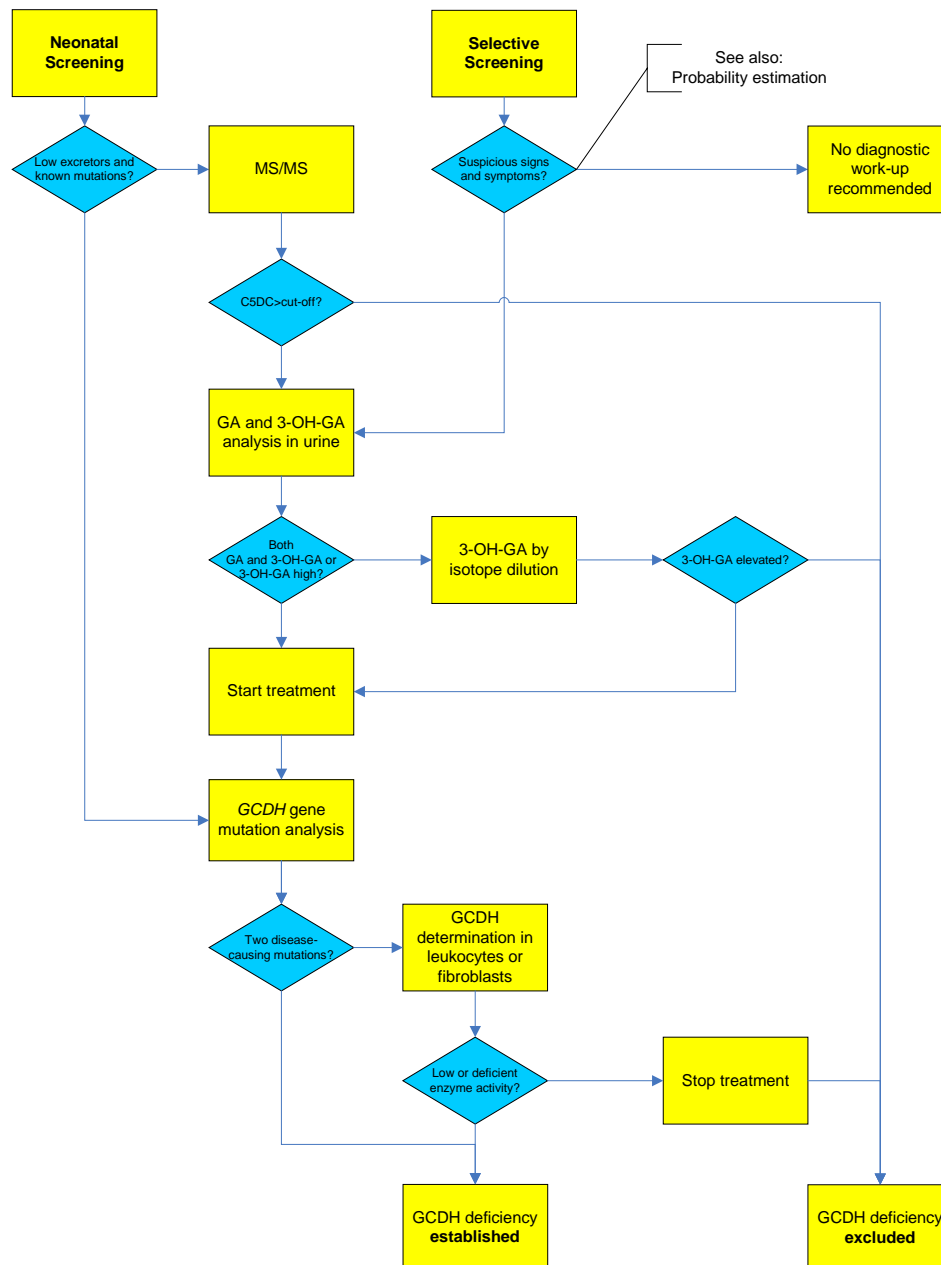 Neonatal
Screening
Selective
Screening
See also:
Probability estimation
Low excretors and
known mutations?
MS/MS
Suspicious signs
and symptoms?
No diagnostic
work-up
recommended
C5DC>cut-off?
GA and 3-OH-GA
analysis in urine
Both
GA and 3-OH-GA or
3-OH-GA high?
3-OH-GA by
isotope dilution
3-OH-GA elevated?
Start treatment
GCDH gene
mutation analysis
Two disease-
causing mutations?
GCDH
determination in
leukocytes or
fibroblasts
Low or deficient
enzyme activity?
Stop treatment
GCDH deficiency
established
GCDH deficiency
excluded